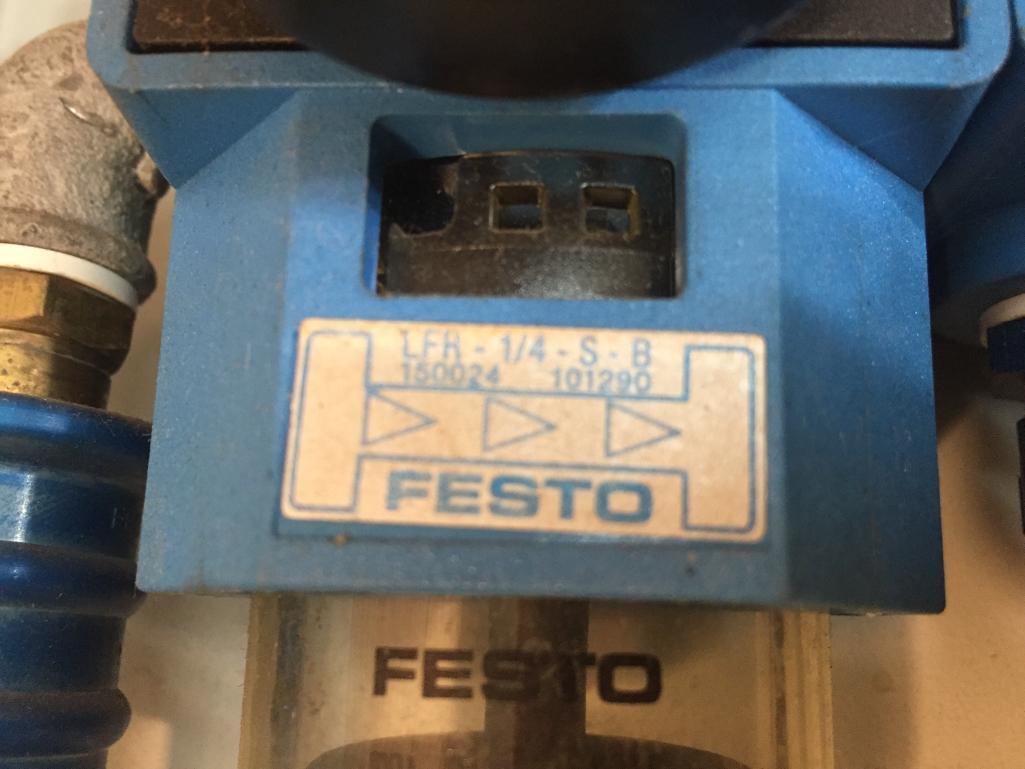 LFR - 1/4 - S - B
150024 101290
FESTO
FESTO